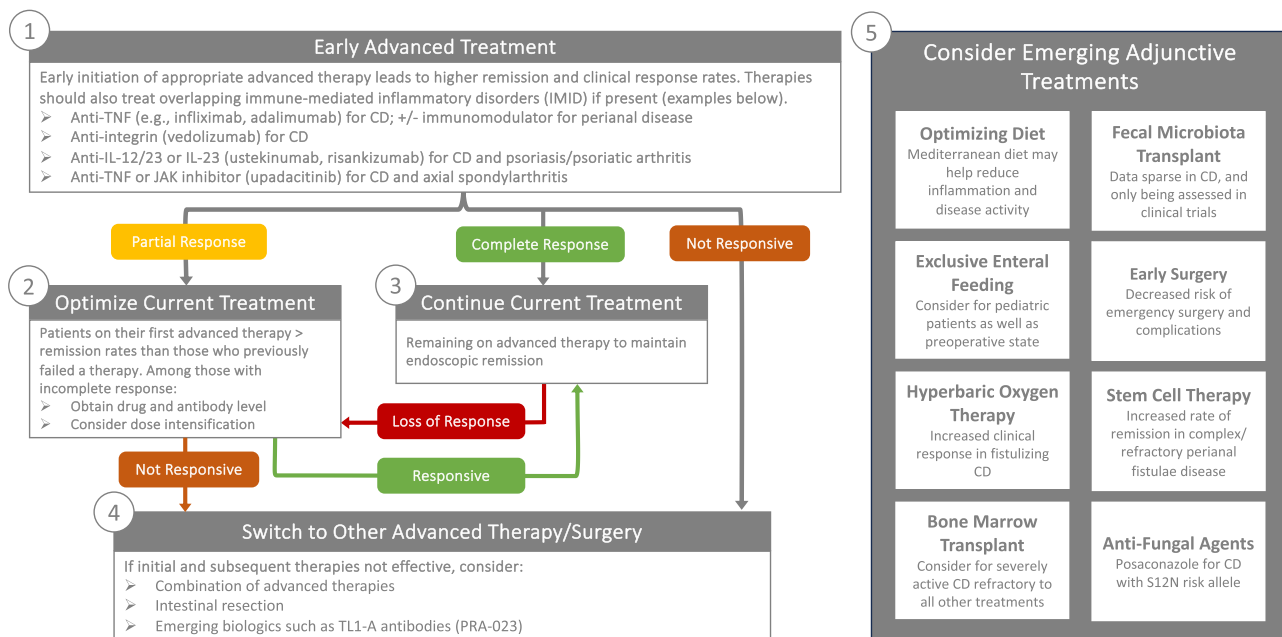 1
Early Advanced Treatment
Early initiation of appropriate advanced therapy leads to higher remission and clinical response rates. Therapies
should also treat overlapping immune-mediated inflammatory disorders (IMID) if present (examples below).
➢ Anti-TNF (e.g., infliximab, adalimumab) for CD; +/- immunomodulator for perianal disease
➢ Anti-integrin (vedolizumab) for CD
➢ Anti-IL-12/23 or IL-23 (ustekinumab, risankizumab) for CD and psoriasis/psoriatic arthritis
➢ Anti-TNF or JAK inhibitor (upadacitinib) for CD and axial spondylarthritis
Partial Response
Complete Response
Not Responsive
2
Optimize Current Treatment
Patients on their first advanced therapy >
remission rates than those who previously
failed a therapy. Among those with
incomplete response:
➢ Obtain drug and antibody level
➢ Consider dose intensification
3
Continue Current Treatment
Remaining on advanced therapy to maintain
endoscopic remission
Loss of Response
Not Responsive
Responsive
4
Switch to Other Advanced Therapy/Surgery
If initial and subsequent therapies not effective, consider:
➢ Combination of advanced therapies
➢ Intestinal resection
➢ Emerging biologics such as TL1-A antibodies (PRA-023)
5
Consider Emerging Adjunctive
Treatments
Optimizing Diet
Mediterranean diet may
help reduce
inflammation and
disease activity
Fecal Microbiota
Transplant
Data sparse in CD, and
only being assessed in
clinical trials
Exclusive Enteral
Feeding
Consider for pediatric
patients as well as
preoperative state
Early Surgery
Decreased risk of
emergency surgery and
complications
Hyperbaric Oxygen
Therapy
Increased clinical
response in fistulizing
CD
Stem Cell Therapy
Increased rate of
remission in complex/
refractory perianal
fistulae disease
Bone Marrow
Transplant
Consider for severely
active CD refractory to
all other treatments
Anti-Fungal Agents
Posaconazole for CD
with S12N risk allele